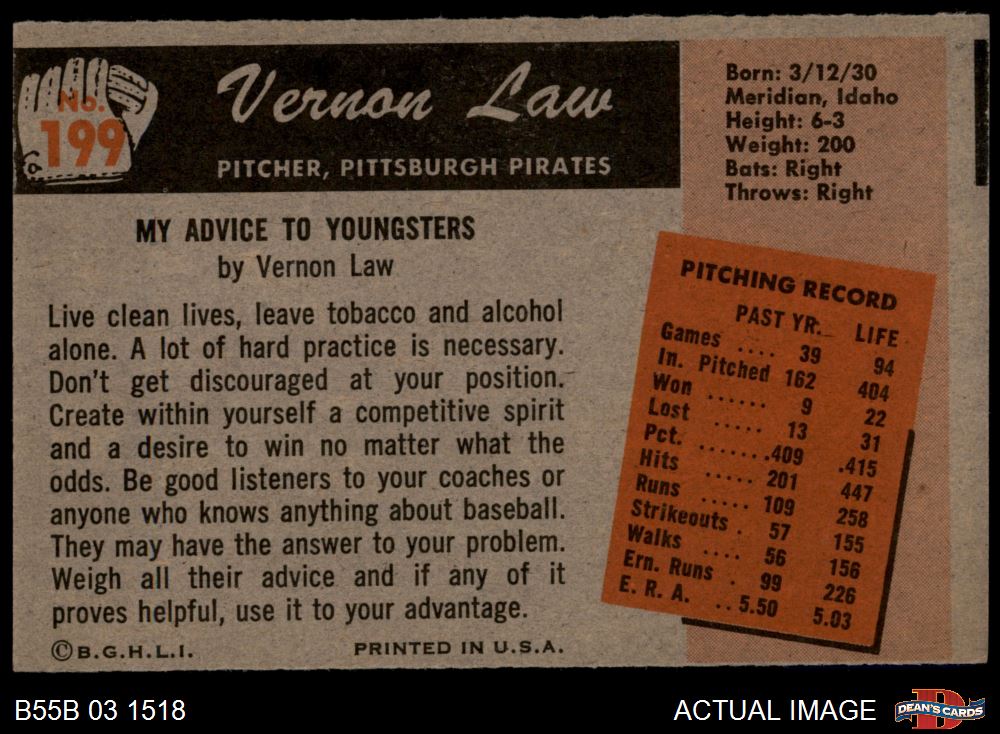 No.
199
Vernon Law
PITCHER, PITTSBURGH PIRATES
Born: 3/12/30
Meridian, Idaho
Height: 6-3
Weight: 200
Bats: Right
Throws: Right
MY ADVICE TO YOUNGSTERS
by Vernon Law
Live clean lives, leave tobacco and alcohol
alone. A lot of hard practice is necessary.
Don't get discouraged at your position.
Create within yourself a competitive spirit
and a desire to win no matter what the
odds. Be good listeners to your coaches or
anyone who knows anything about baseball.
They may have the answer to your problem.
Weigh all their advice and if any of it
proves helpful, use it to your advantage.
©B.G.H.L.I. PRINTED IN U.S.A.
PITCHING RECORD
PAST YR. LIFE
Games .... 39 94
In. Pitched 162 404
Won ...... 9 22
Lost ..... 13 31
Pct. ...... .409 .415
Hits ..... 201 447
Runs ..... 109 258
Strikeouts . 57 155
Walks .... 56 156
Ern. Runs . 99 226
E. R. A. .. 5.50 5.03
B55B 03 1518
ACTUAL IMAGE
DEAN'S CARDS